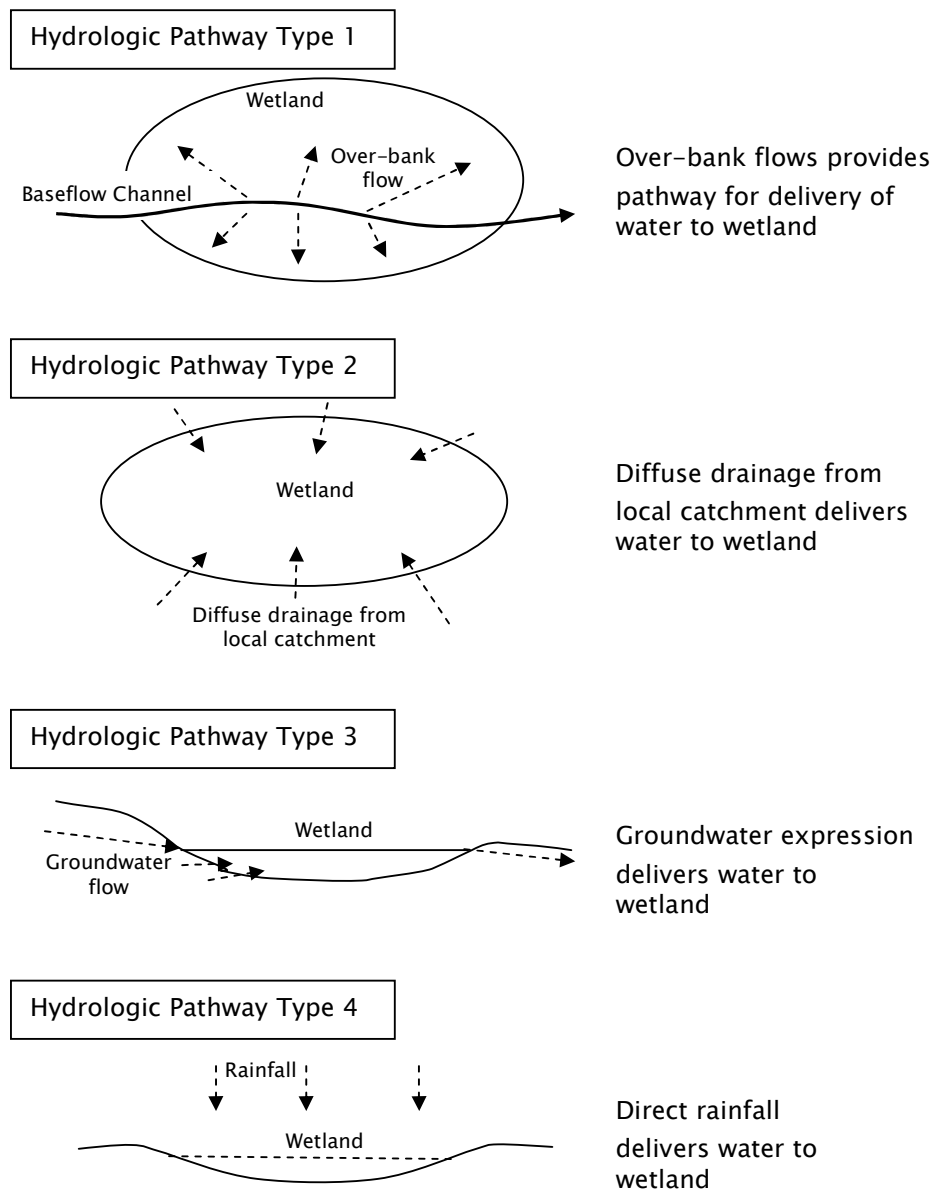 Hydrologic Pathway Type 1
Wetland
Over-bank
flow
Baseflow Channel
Over-bank flows provides
pathway for delivery of
water to wetland
Hydrologic Pathway Type 2
Wetland
Diffuse drainage from
local catchment
Diffuse drainage from
local catchment delivers
water to wetland
Hydrologic Pathway Type 3
Wetland
Groundwater
flow
Groundwater expression
delivers water to
wetland
Hydrologic Pathway Type 4
Rainfall
Wetland
Direct rainfall
delivers water to
wetland